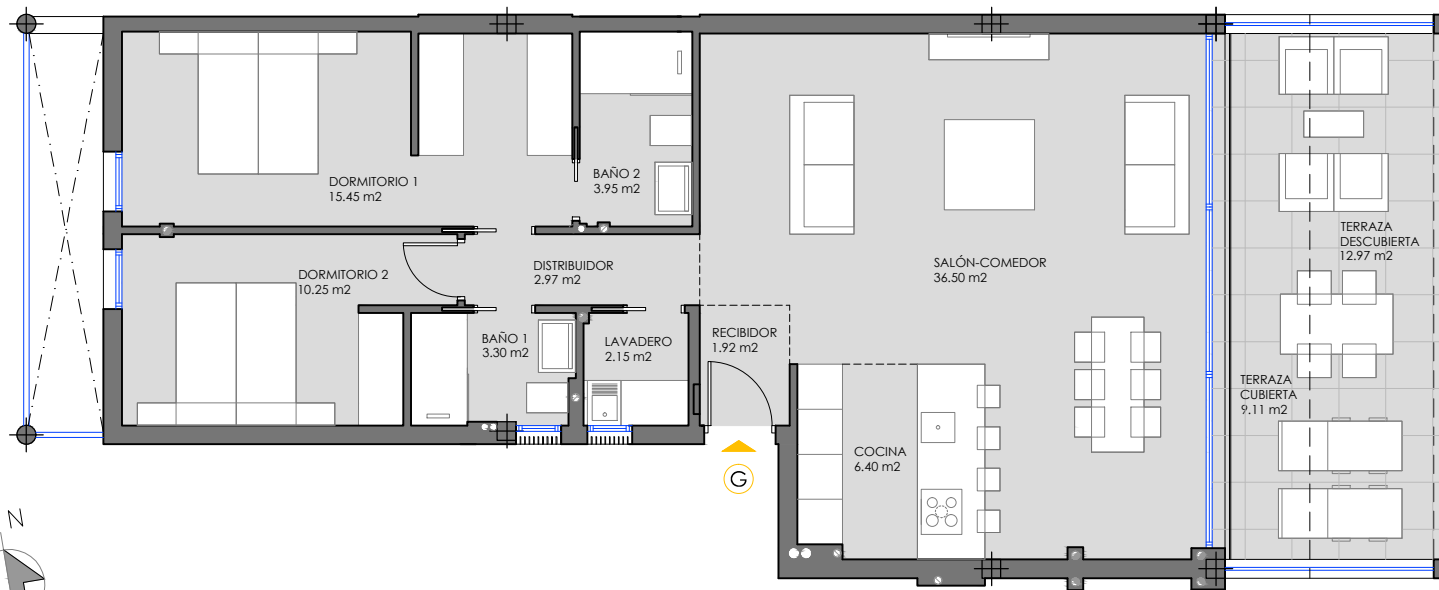 DORMITORIO 1
15.45 m2
BAÑO 2
3.95 m2
DORMITORIO 2
10.25 m2
DISTRIBUIDOR
2.97 m2
SALÓN-COMEDOR
36.50 m2
TERRAZA
DESCUBIERTA
12.97 m2
BAÑO 1
3.30 m2
LAVADERO
2.15 m2
RECIBIDOR
1.92 m2
TERRAZA
CUBIERTA
9.11 m2
COCINA
6.40 m2
G
N